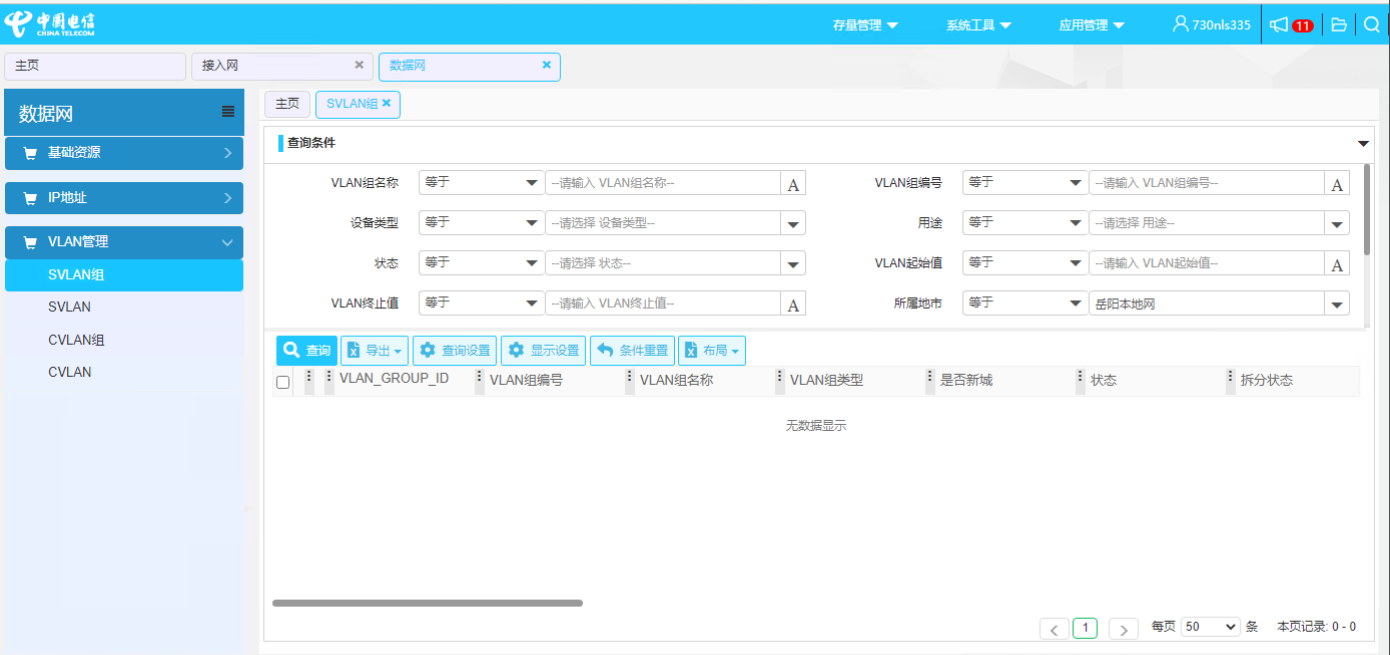 中国电信 存量管理 系统工具 应用管理 730nls335 11
CHINA TELECOM
主页 接入网 × 数据网 ×
数据网
主页 SVLAN组 ×
基础资源
IP地址
VLAN管理
SVLAN组
SVLAN
CVLAN组
CVLAN
查询条件
VLAN组名称 等于 --请输入 VLAN组名称-- A VLAN组编号 等于 --请输入 VLAN组编号-- A
设备类型 等于 --请选择 设备类型-- 用途 等于 --请选择 用途--
状态 等于 --请选择 状态-- VLAN起始值 等于 --请输入 VLAN起始值-- A
VLAN终止值 等于 --请输入 VLAN终止值-- A 所属地市 等于 岳阳本地网
查询 导出 查询设置 显示设置 条件重置 布局
VLAN_GROUP_ID VLAN组编号 VLAN组名称 VLAN组类型 是否新城 状态 拆分状态
无数据显示
1 每页 50 条 本页记录: 0 - 0